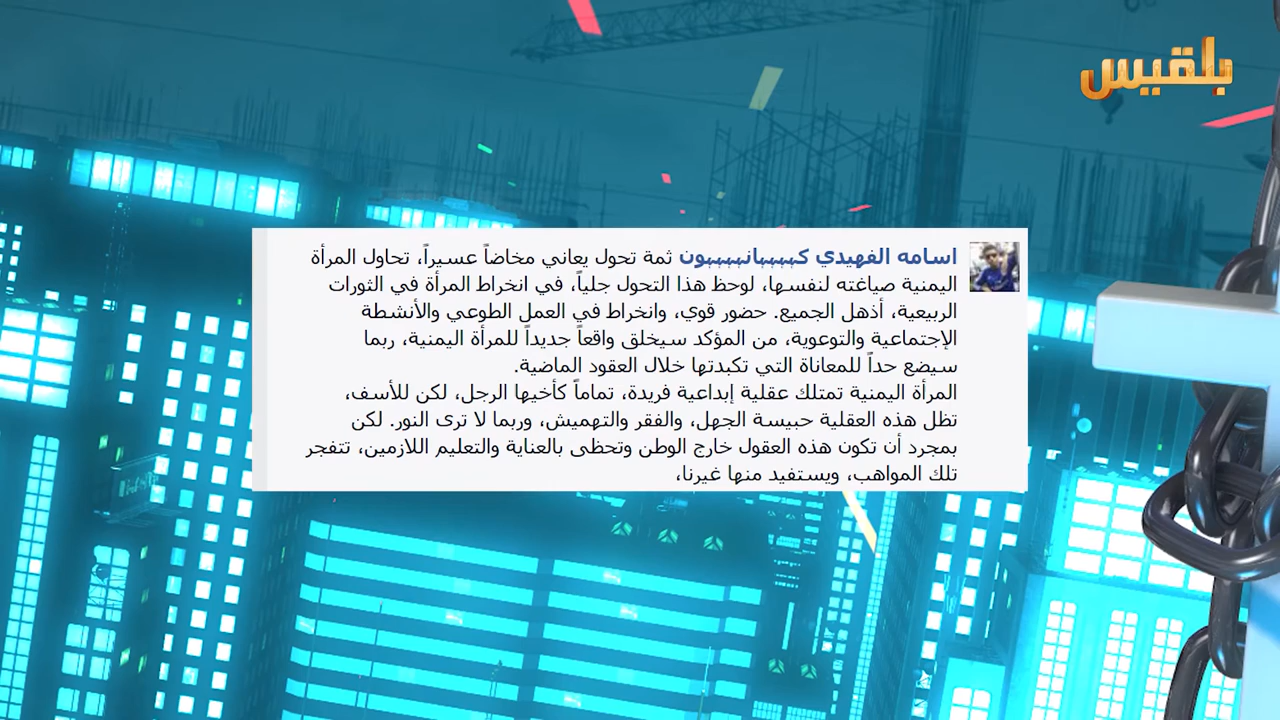 بلقيس
اسامه الفهيدي كـــبـــانـــيـــون ثمة تحول يعاني مخاضاً عسيراً، تحاول المرأة
اليمنية صياغته لنفسها، لوحظ هذا التحول جلياً، في انخراط المرأة في الثورات
الربيعية، أذهل الجميع. حضور قوي، وانخراط في العمل الطوعي والأنشطة
الإجتماعية والتوعوية، من المؤكد سيخلق واقعاً جديداً للمرأة اليمنية، ربما
سيضع حداً للمعاناة التي تكبدتها خلال العقود الماضية.
المرأة اليمنية تمتلك عقلية إبداعية فريدة، تماماً كأخيها الرجل، لكن للأسف،
تظل هذه العقلية حبيسة الجهل، والفقر والتهميش، وربما لا ترى النور. لكن
بمجرد أن تكون هذه العقول خارج الوطن وتحظى بالعناية والتعليم اللازمين، تتفجر
تلك المواهب، ويستفيد منها غيرنا،